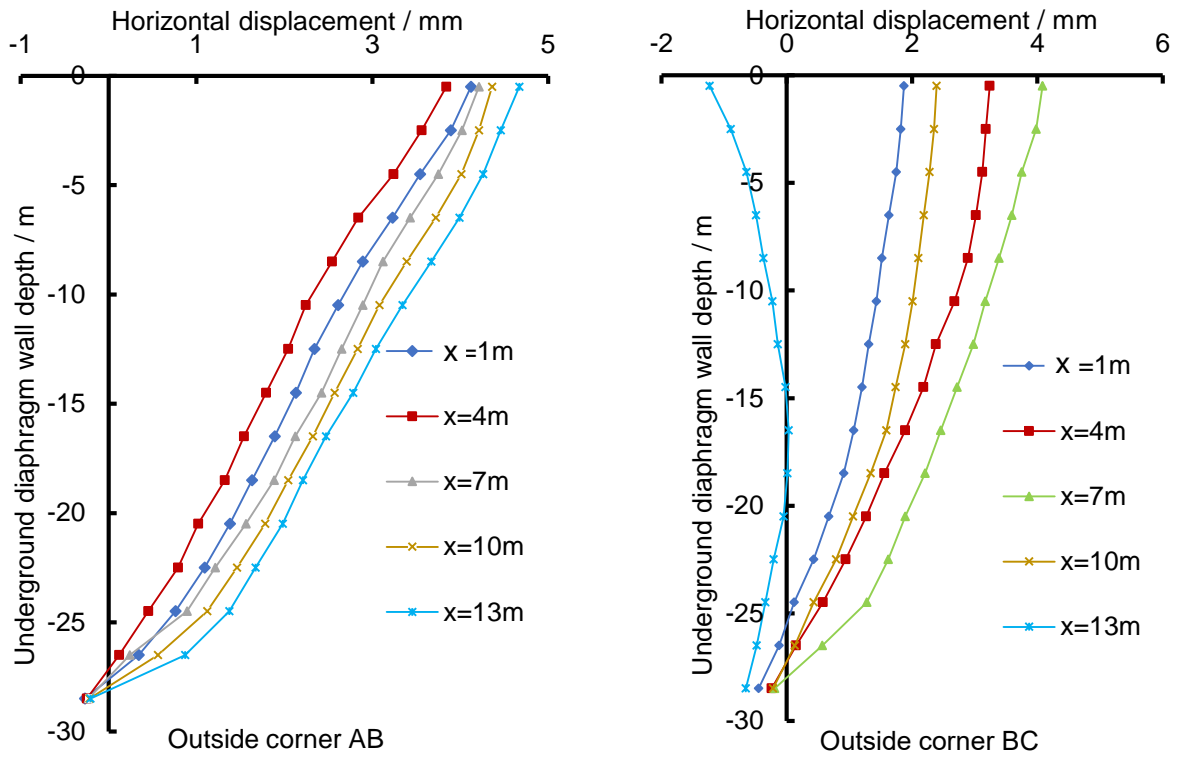 Horizontal displacement / mm
-1 1 3 5
0
-5
-10
-15
-20
-25
-30
Underground diaphragm wall depth / m
x =1m
x=4m
x=7m
x=10m
x=13m
Outside corner AB
Horizontal displacement / mm
-2 0 2 4 6
0
-5
-10
-15
-20
-25
-30
Underground diaphragm wall depth / m
x =1m
x=4m
x=7m
x=10m
x=13m
Outside corner BC